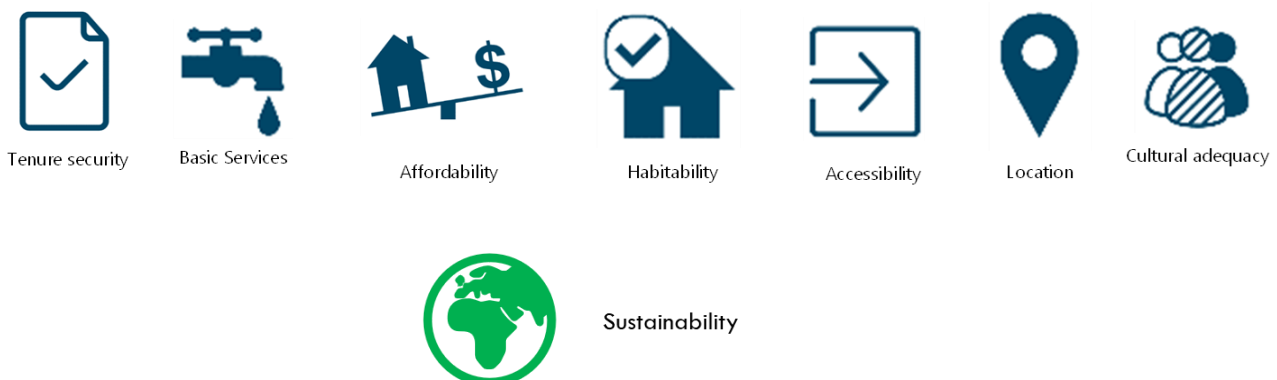 $
Tenure security
Basic Services
Affordability
Habitability
Accessibility
Location
Cultural adequacy
Sustainability